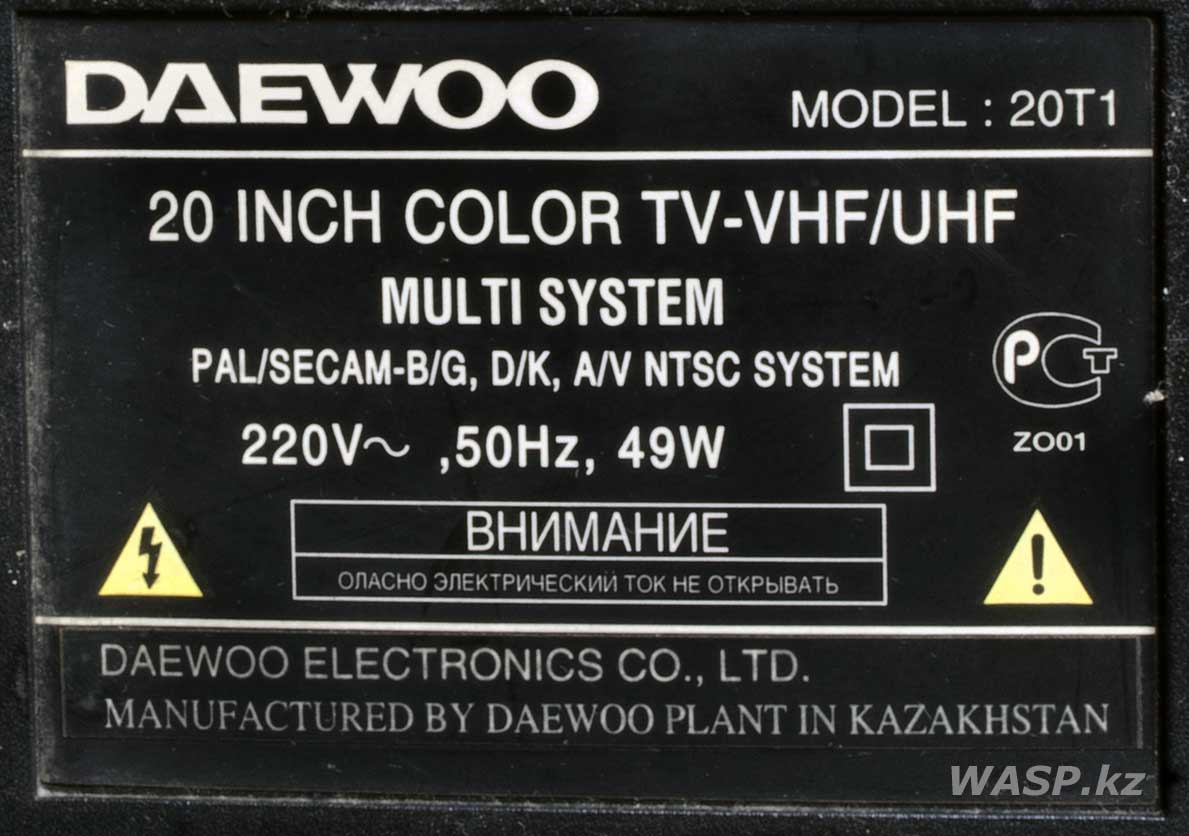 DAEWOO MODEL : 20T1
20 INCH COLOR TV-VHF/UHF
MULTI SYSTEM
PAL/SECAM-B/G, D/K, A/V NTSC SYSTEM
PCT
220V~ ,50Hz, 49W
ZO01
ВНИМАНИЕ
ОЛАСНО ЭЛЕКТРИЧЕСКИЙ ТОК НЕ ОТКРЫВАТЬ
DAEWOO ELECTRONICS CO., LTD.
MANUFACTURED BY DAEWOO PLANT IN KAZAKHSTAN
WASP.kz